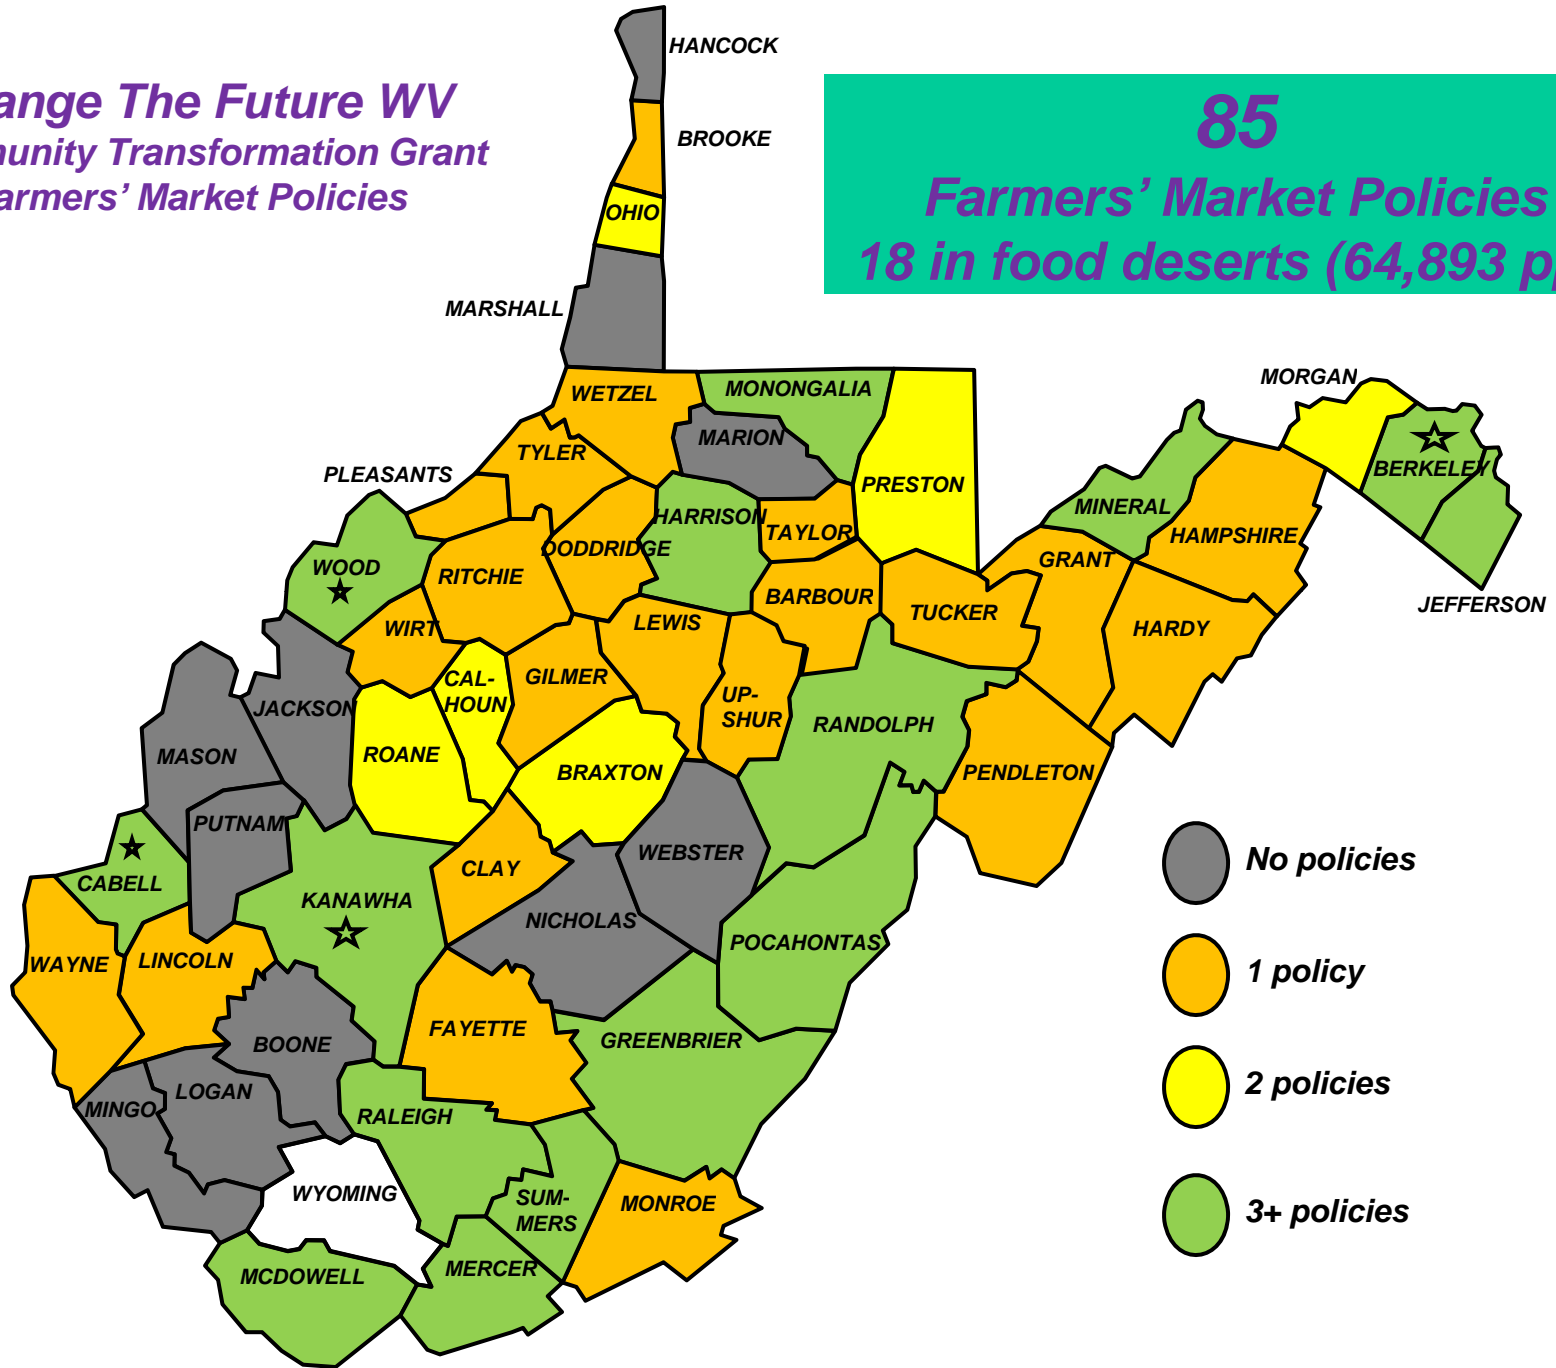 ange The Future WV
unity Transformation Grant
armers’ Market Policies
85
Farmers’ Market Policies
18 in food deserts (64,893 p
HANCOCK
BROOKE
OHIO
MARSHALL
WETZEL
MONONGALIA
MORGAN
MARION
TYLER
PLEASANTS
PRESTON
BERKELEY
MINERAL
HARRISON
TAYLOR
HAMPSHIRE
DODDRIDGE
GRANT
WOOD
RITCHIE
BARBOUR
JEFFERSON
TUCKER
LEWIS
WIRT
HARDY
GILMER
CAL-
HOUN
UP-
SHUR
JACKSON
RANDOLPH
MASON
ROANE
BRAXTON
PENDLETON
PUTNAM
WEBSTER
No policies
CLAY
CABELL
KANAWHA
NICHOLAS
POCAHONTAS
WAYNE
LINCOLN
1 policy
FAYETTE
GREENBRIER
BOONE
LOGAN
2 policies
MINGO
RALEIGH
WYOMING
SUM-
MERS
MONROE
3+ policies
MCDOWELL
MERCER